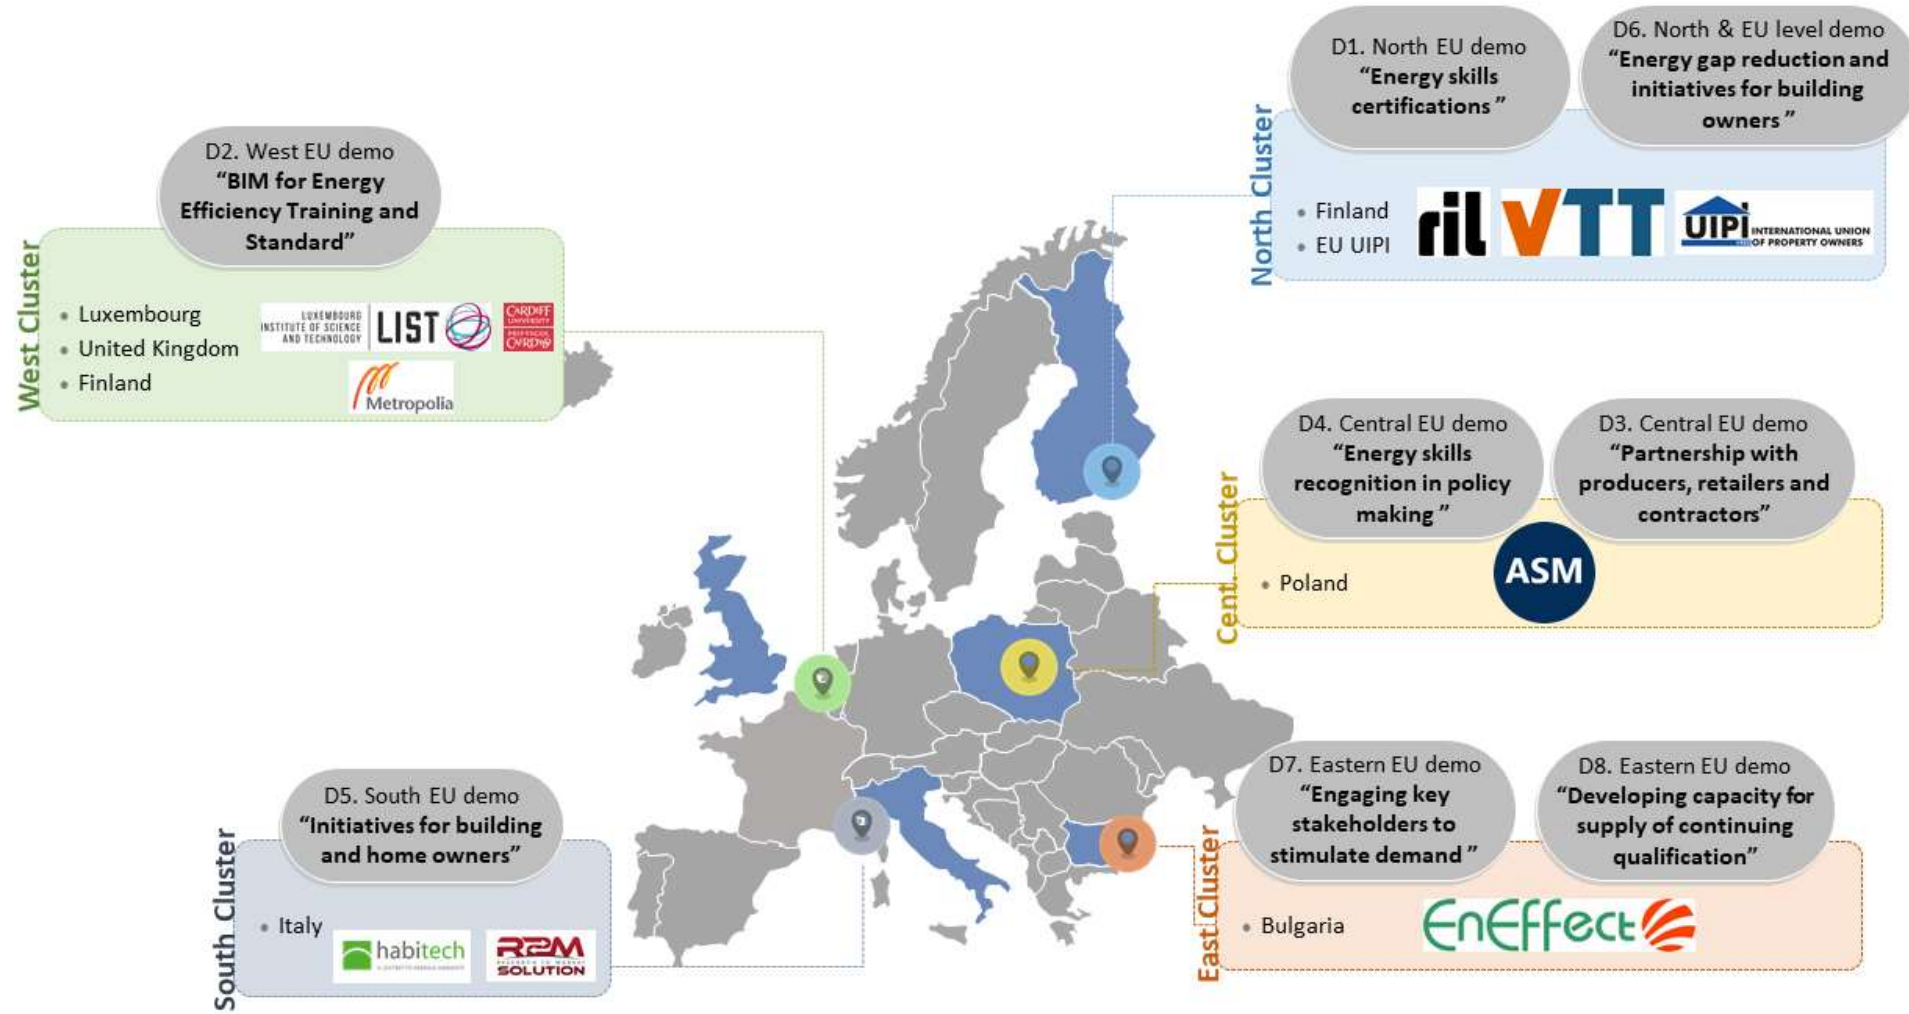 D1. North EU demo
“Energy skills
certifications ”
D6. North & EU level demo
“Energy gap reduction and
initiatives for building
owners ”
North Cluster
• Finland
• EU UIPI
ril
VTT
UIPI INTERNATIONAL UNION
OF PROPERTY OWNERS
D2. West EU demo
“BIM for Energy
Efficiency Training and
Standard”
West Cluster
• Luxembourg
• United Kingdom
• Finland
LUXEMBOURG
INSTITUTE OF SCIENCE
AND TECHNOLOGY
LIST
CARDIFF
UNIVERSITY
PRIFYSGOL
CAERDYDD
Metropolia
D4. Central EU demo
“Energy skills
recognition in policy
making ”
D3. Central EU demo
“Partnership with
producers, retailers and
contractors”
Cent. Cluster
• Poland
ASM
D5. South EU demo
“Initiatives for building
and home owners”
South Cluster
• Italy
habitech
R2M
RESEARCH TO MARKET
SOLUTION
D7. Eastern EU demo
“Engaging key
stakeholders to
stimulate demand ”
D8. Eastern EU demo
“Developing capacity for
supply of continuing
qualification”
East Cluster
• Bulgaria
EnEffect